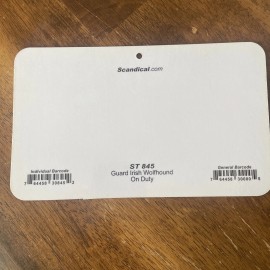 Scandical.com
ST 845
Guard Irish Wolfhound
On Duty
Individual Barcode
General Barcode